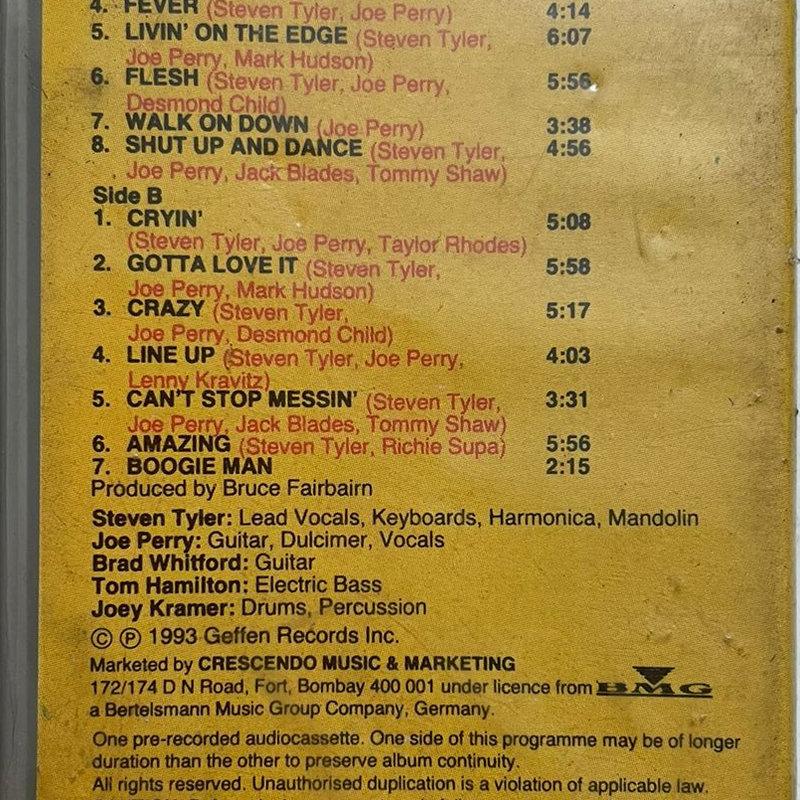 4. FEVER (Steven Tyler, Joe Perry) 4:14
5. LIVIN' ON THE EDGE (Steven Tyler, 6:07
Joe Perry, Mark Hudson)
6. FLESH (Steven Tyler, Joe Perry, 5:56
Desmond Child)
7. WALK ON DOWN (Joe Perry) 3:38
8. SHUT UP AND DANCE (Steven Tyler, 4:56
Joe Perry, Jack Blades, Tommy Shaw)
Side B
1. CRYIN' 5:08
(Steven Tyler, Joe Perry, Taylor Rhodes)
2. GOTTA LOVE IT (Steven Tyler, 5:58
Joe Perry, Mark Hudson)
3. CRAZY (Steven Tyler, 5:17
Joe Perry, Desmond Child)
4. LINE UP (Steven Tyler, Joe Perry, 4:03
Lenny Kravitz)
5. CAN'T STOP MESSIN' (Steven Tyler, 3:31
Joe Perry, Jack Blades, Tommy Shaw)
6. AMAZING (Steven Tyler, Richie Supa) 5:56
7. BOOGIE MAN 2:15
Produced by Bruce Fairbairn
Steven Tyler: Lead Vocals, Keyboards, Harmonica, Mandolin
Joe Perry: Guitar, Dulcimer, Vocals
Brad Whitford: Guitar
Tom Hamilton: Electric Bass
Joey Kramer: Drums, Percussion
© ℗ 1993 Geffen Records Inc.
Marketed by CRESCENDO MUSIC & MARKETING
172/174 D N Road, Fort, Bombay 400 001 under licence from BMG
a Bertelsmann Music Group Company, Germany.
One pre-recorded audiocassette. One side of this programme may be of longer
duration than the other to preserve album continuity.
All rights reserved. Unauthorised duplication is a violation of applicable law.